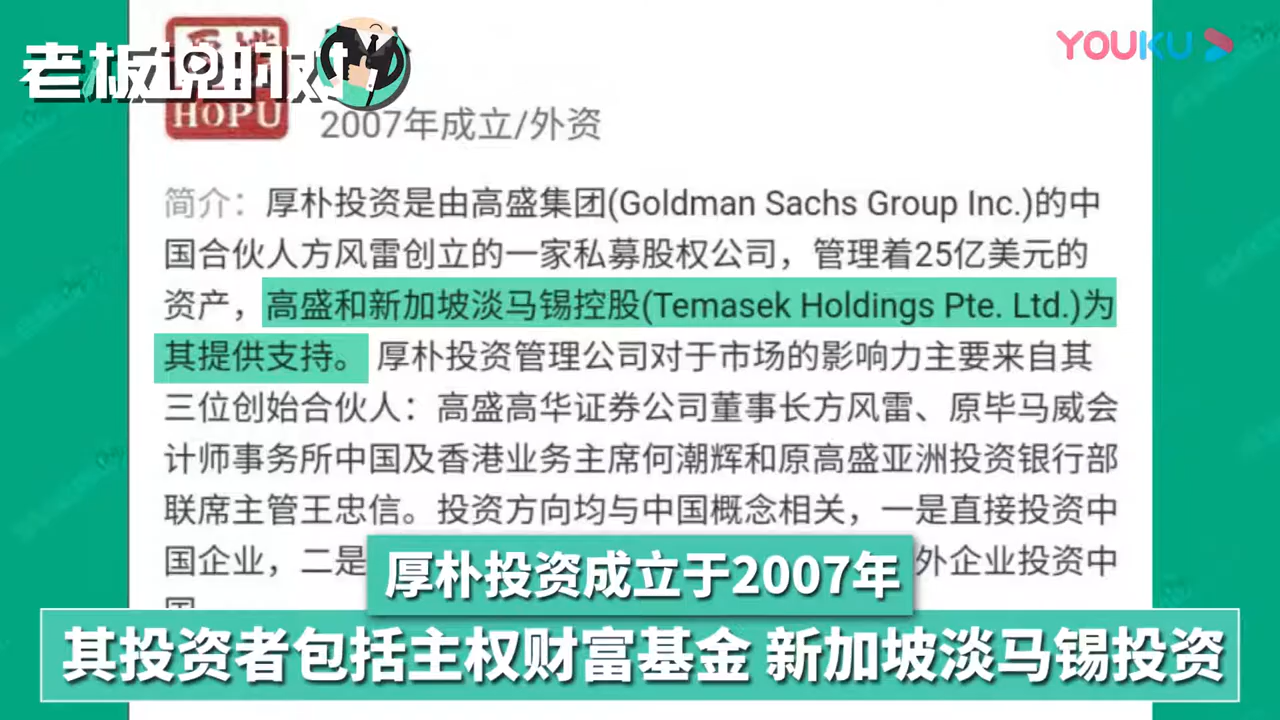 老板说的对
YOUKU
HOPU
2007年成立/外资
简介：厚朴投资是由高盛集团(Goldman Sachs Group Inc.)的中
国合伙人方风雷创立的一家私募股权公司，管理着25亿美元的
资产，高盛和新加坡淡马锡控股(Temasek Holdings Pte. Ltd.)为
其提供支持。厚朴投资管理公司对于市场的影响力主要来自其
三位创始合伙人：高盛高华证券公司董事长方风雷、原毕马威会
计师事务所中国及香港业务主席何潮辉和原高盛亚洲投资银行部
联席主管王忠信。投资方向均与中国概念相关，一是直接投资中
国企业，二是
外企业投资中
厚朴投资成立于2007年
其投资者包括主权财富基金 新加坡淡马锡投资